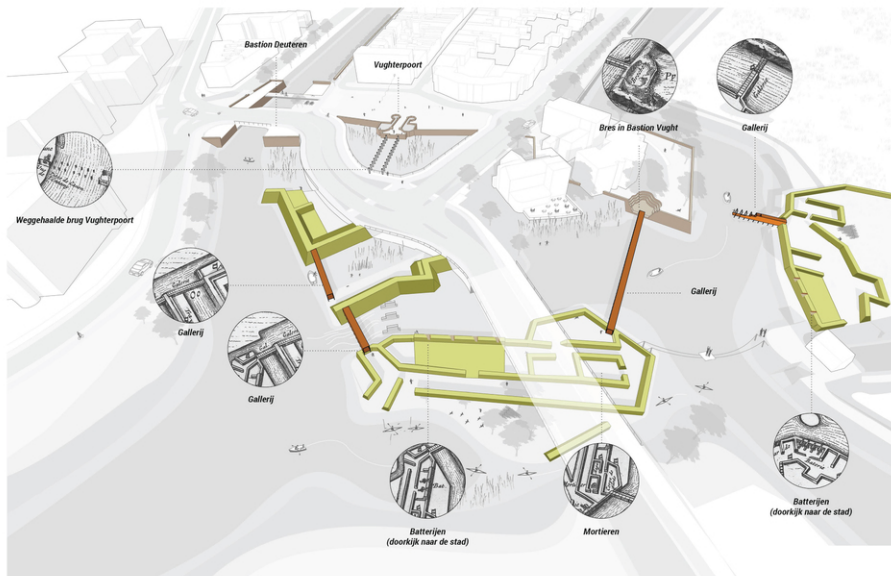 Bastion Deuteren
Vughterpoort
Bres in Bastion Vught
Gallerij
Weggehaalde brug Vughterpoort
Gallerij
Gallerij
Gallerij
Batterijen
(doorkijk naar de stad)
Mortieren
Batterijen
(doorkijk naar de stad)